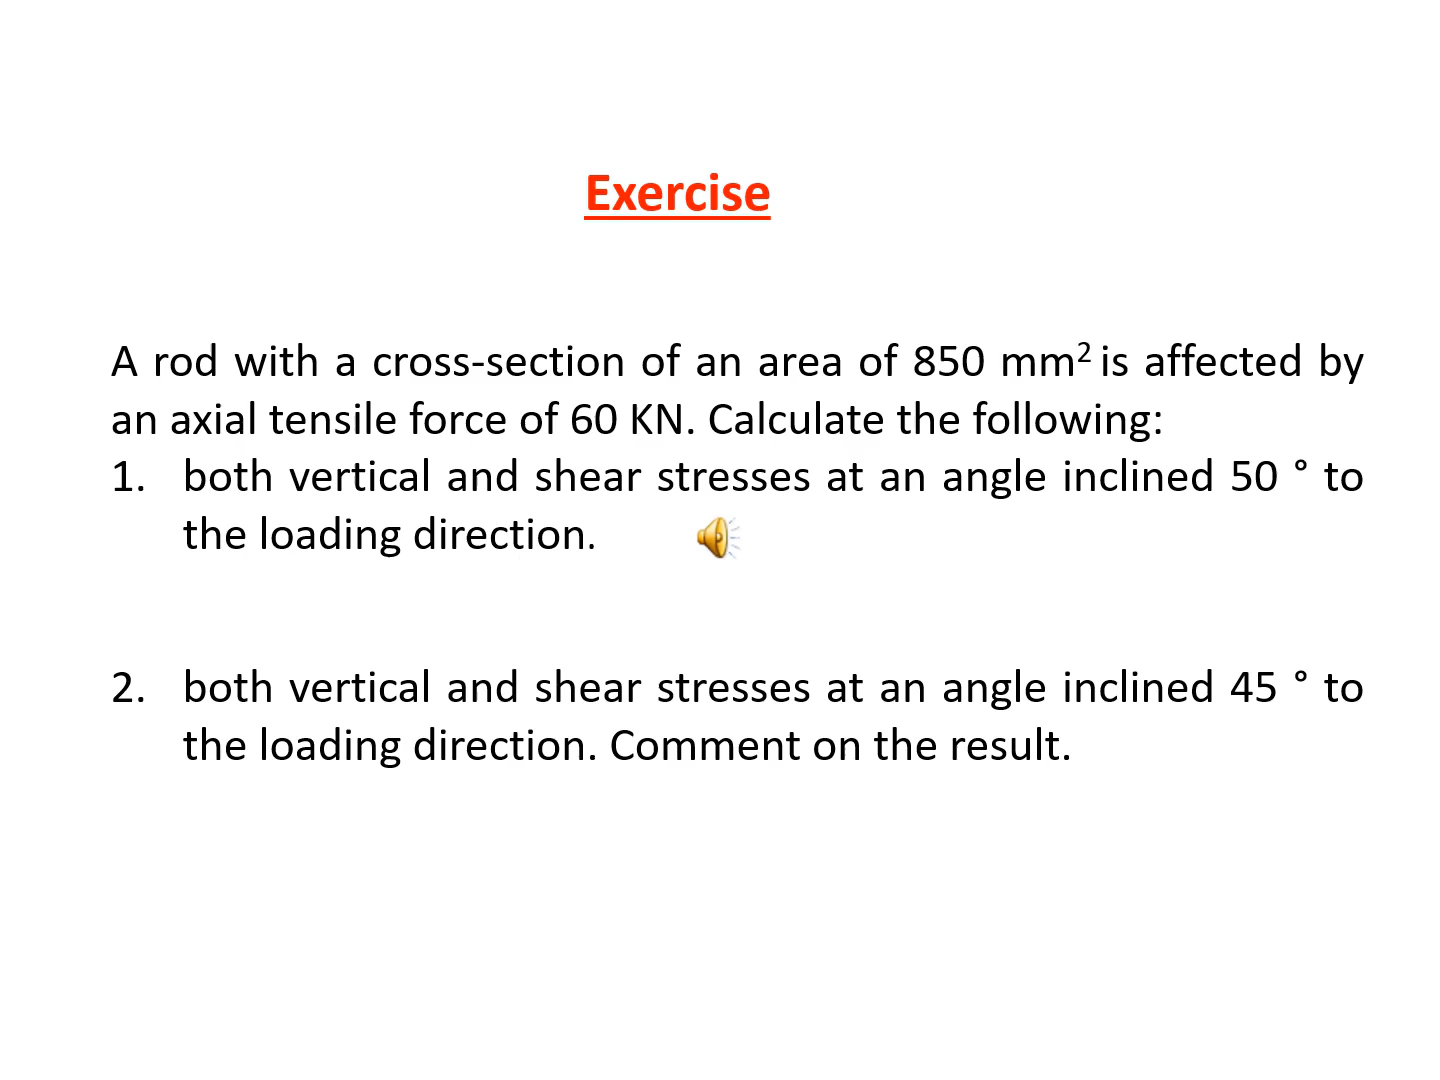 Exercise
A rod with a cross-section of an area of 850 mm² is affected by
an axial tensile force of 60 KN. Calculate the following:
1. both vertical and shear stresses at an angle inclined 50 ° to
the loading direction.
2. both vertical and shear stresses at an angle inclined 45 ° to
the loading direction. Comment on the result.